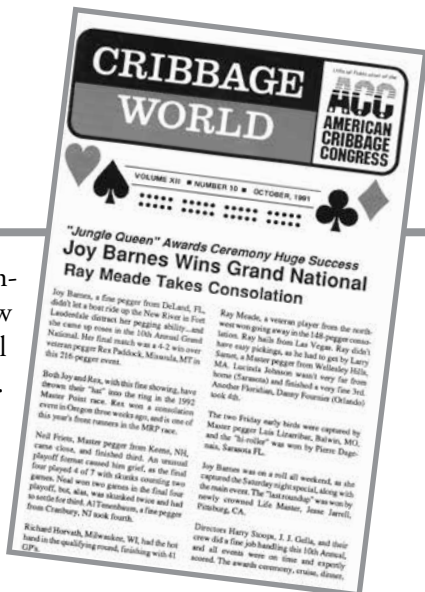 CRIBBAGE
WORLD
Official Publication of the
ACC
AMERICAN
CRIBBAGE
CONGRESS
VOLUME XII ■ NUMBER 10 ■ OCTOBER, 1991
"Jungle Queen" Awards Ceremony Huge Success
Joy Barnes Wins Grand National
Ray Meade Takes Consolation
n-
w
l
.
Joy Barnes, a fine pegger from DeLand, FL,
didn't let a boat ride up the New River in Fort
Lauderdale distract her pegging ability...and
she came up roses in the 10th Annual Grand
National. Her final match was a 4-2 win over
veteran pegger Rex Paddock, Missoula, MT in
this 216 pegger event.
Both Joy and Rex, with this fine showing, have
thrown their "hat" into the ring in the 1992
Master Point race. Rex won a consolation
event in Oregon three weeks ago, and is one of
this year's front runners in the MRP race.
Neil Friets, Master pegger from Keene, NH,
came close, and finished third. An unusual
playoff format caused him grief, as the final
four played 4 of 7 with skunks counting two
games. Neal won two games in the final four
playoff, but, alas, was skunked twice and had
to settle for third. Al Tenenbaum, a fine pegger
from Cranbury, NJ took fourth.
Richard Horvath, Milwaukee, WI, had the hot
hand in the qualifying round, finishing with 41
GP's.
Ray Meade, a veteran player from the north-
west won going away in the 148-pegger conso-
lation. Ray hails from Las Vegas. Ray didn't
have easy pickings, as he had to get by Larry
Samet, a Master pegger from Wellesley Hills,
MA. Lucinda Johnson wasn't very far from
home (Sarasota) and finished a very fine 3rd.
Another Floridian, Danny Fournier (Orlando)
took 4th.
The two Friday early birds were captured by
Master pegger Luis Lizarribar, Balwin, MO,
and the "hi-roller" was won by Pierre Dage-
nais, Sarasota FL.
Joy Barnes was on a roll all weekend, as she
captured the Saturday night special, along with
the main event. The "last round up" was won by
newly crowned Life Master, Jesse Jarrell,
Pittsburg, CA.
Directors Harry Stoops, J. J. Gella, and their
crew did a fine job handling this 10th Annual,
and all events were on time and expertly
scored. The awards ceremony, cruise, dinner,